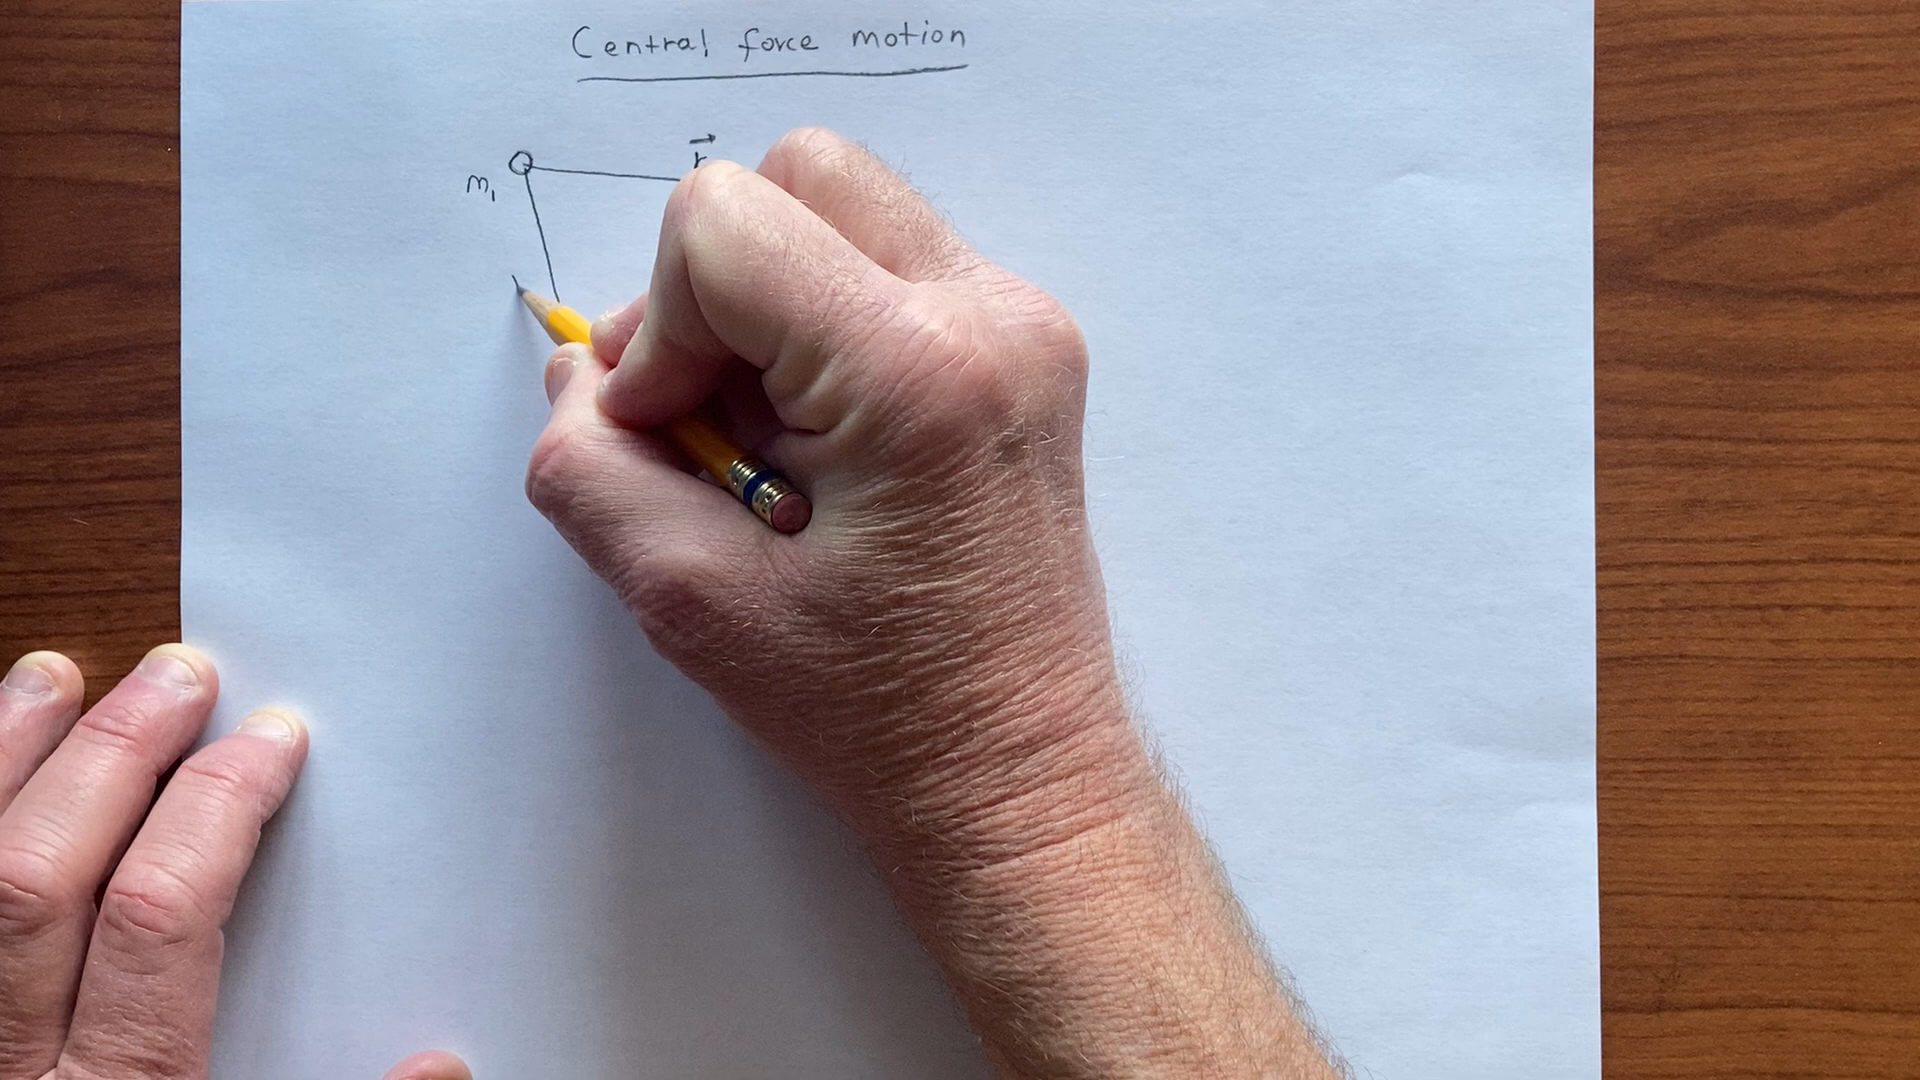 Central force motion
r
m₁